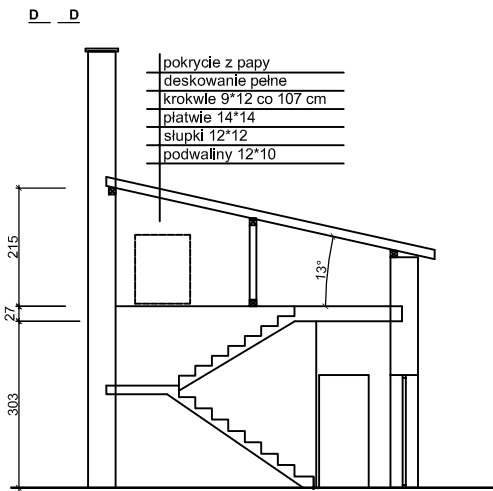 D D
pokrycie z papy
deskowanie pełne
krokwie 9*12 co 107 cm
płatwie 14*14
słupki 12*12
podwaliny 12*10
215
13°
27
303